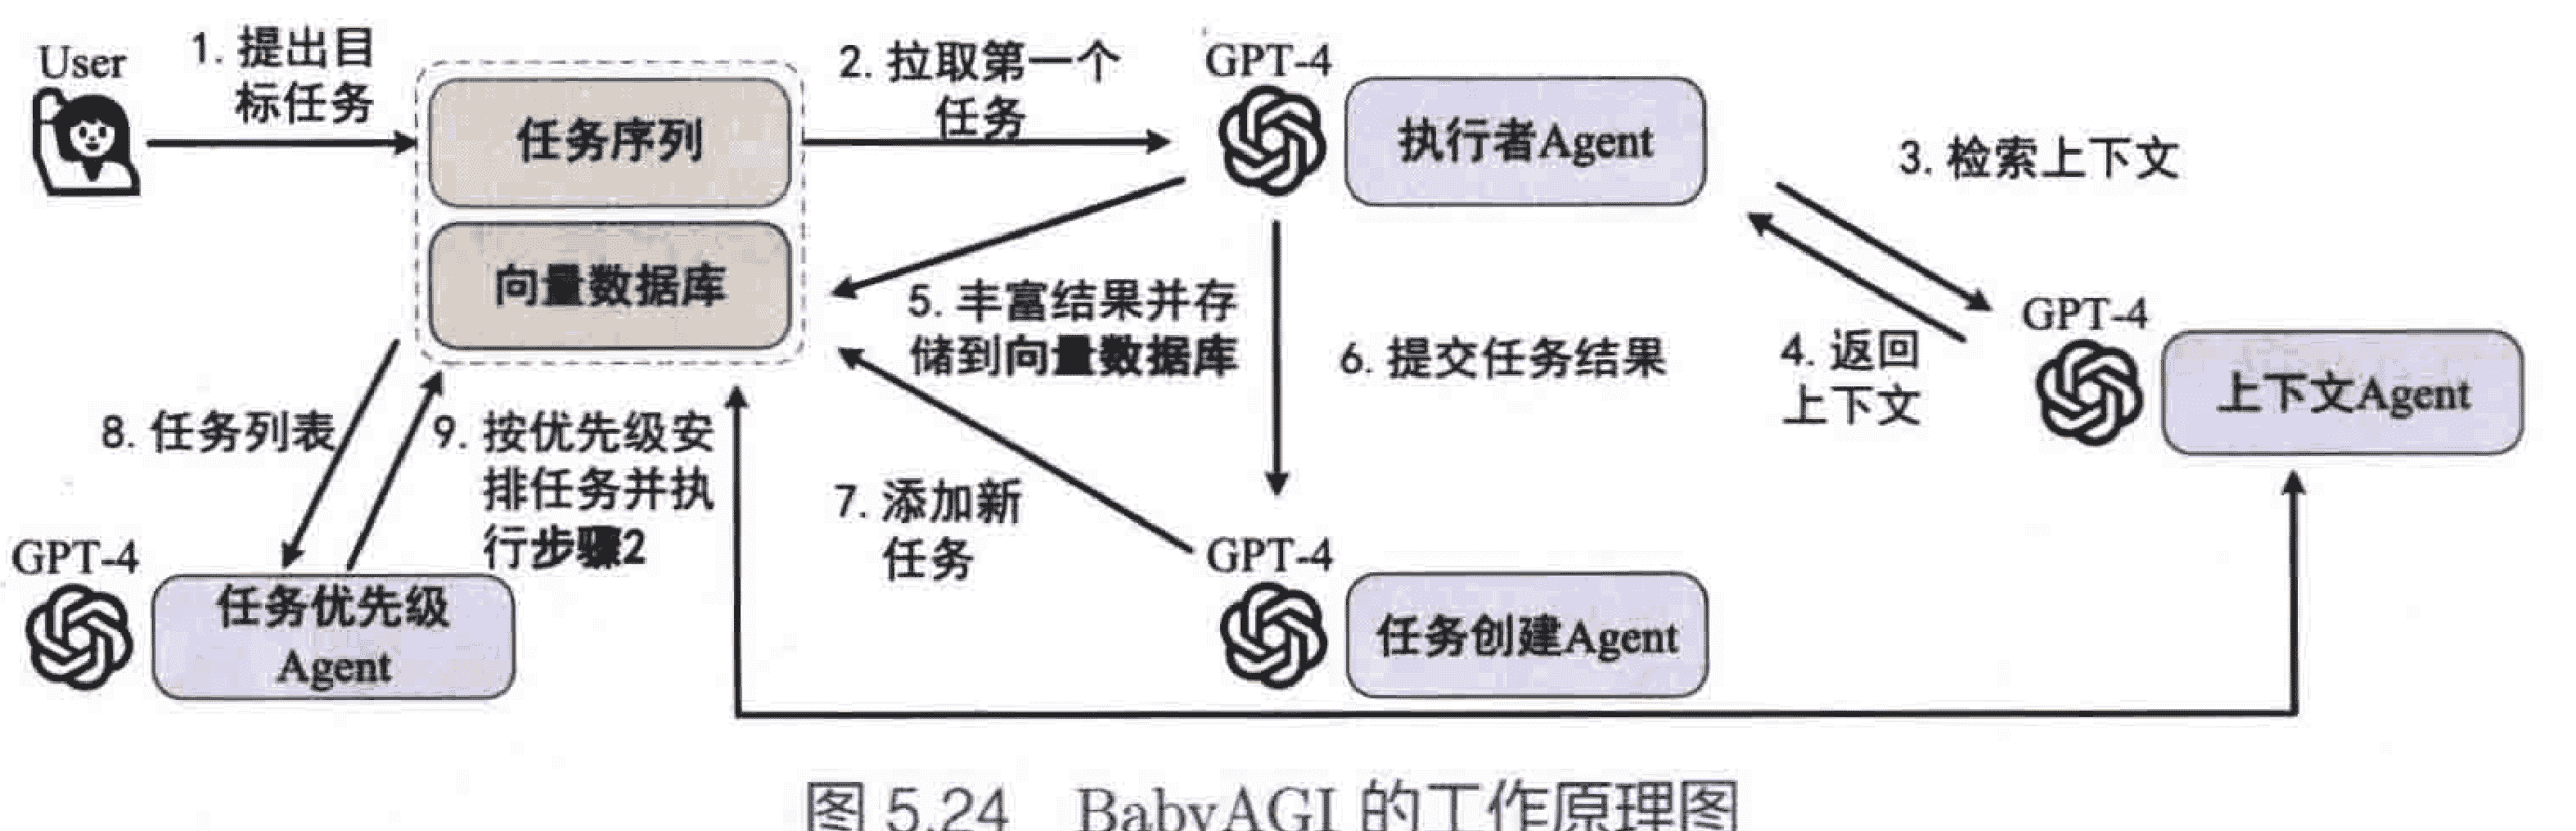 User
1. 提出目
标任务
任务序列
向量数据库
2. 拉取第一个
任务
GPT-4
执行者Agent
3. 检索上下文
4. 返回
上下文
GPT-4
上下文Agent
5. 丰富结果并存
储到向量数据库
6. 提交任务结果
7. 添加新
任务
GPT-4
任务创建Agent
8. 任务列表
9. 按优先级安
排任务并执
行步骤2
GPT-4
任务优先级
Agent
图 5.24 BabyAGI 的工作原理图